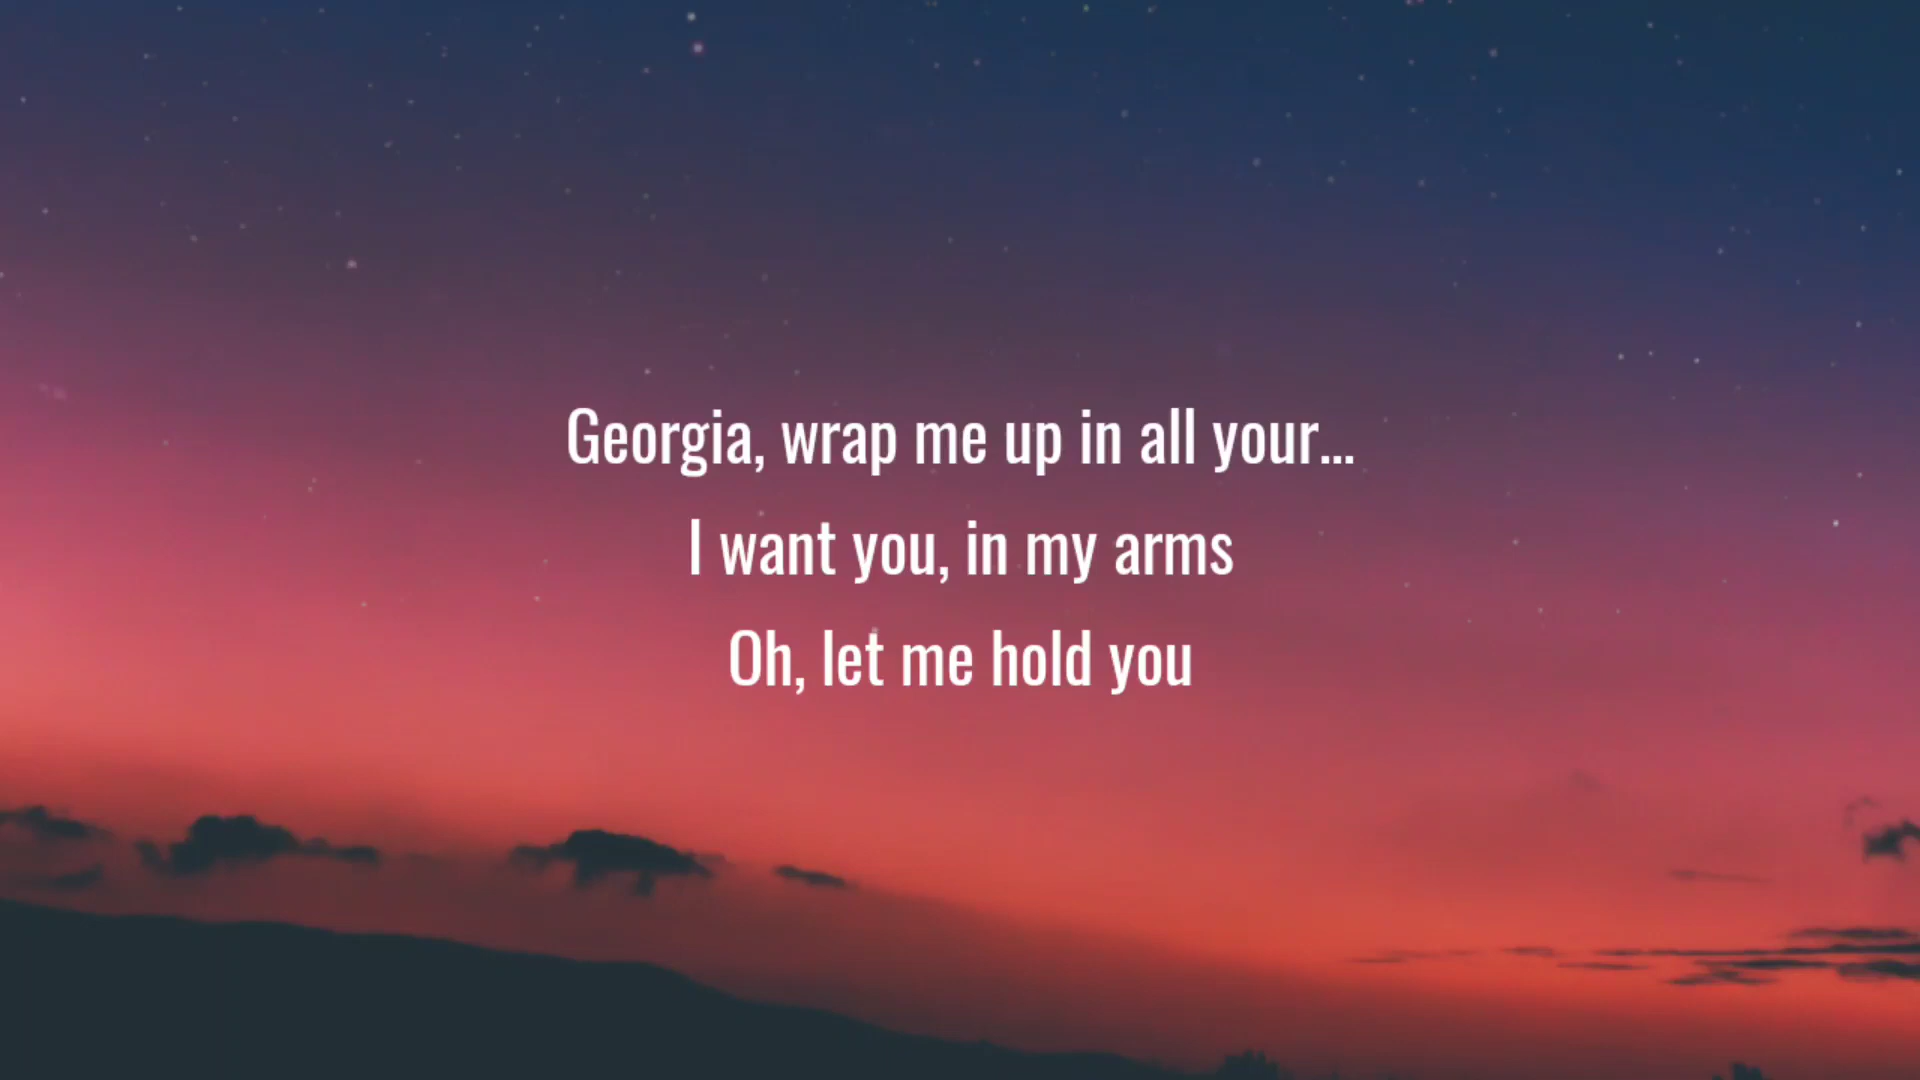 Georgia, wrap me up in all your...
I want you, in my arms
Oh, let me hold you